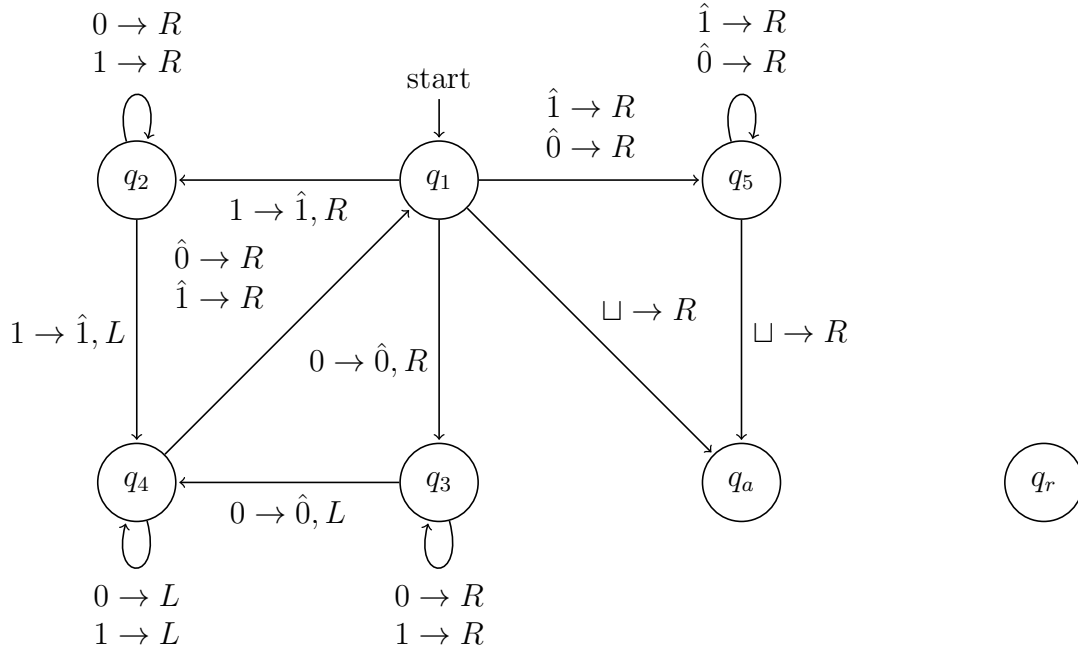 0 → R
1 → R
1̂ → R
0̂ → R
start
1̂ → R
0̂ → R
q₂
q₁
q₅
1 → 1̂, R
0̂ → R
1̂ → R
⊔ → R
1 → 1̂, L
0 → 0̂, R
⊔ → R
q₄
q₃
qₐ
qᵣ
0 → 0̂, L
0 → L
1 → L
0 → R
1 → R